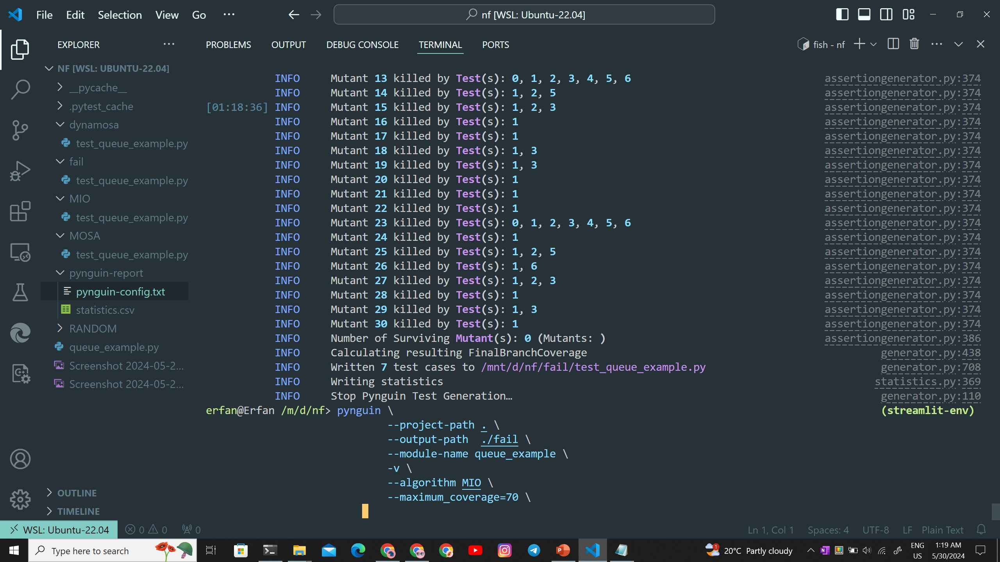 File Edit Selection View Go ···
nf [WSL: Ubuntu-22.04]
EXPLORER ···
NF [WSL: UBUNTU-22.04]
__pycache__
.pytest_cache
dynamosa
test_queue_example.py
fail
test_queue_example.py
MIO
test_queue_example.py
MOSA
test_queue_example.py
pynguin-report
pynguin-config.txt
statistics.csv
RANDOM
queue_example.py
Screenshot 2024-05-2...
Screenshot 2024-05-2...
OUTLINE
TIMELINE
PROBLEMS OUTPUT DEBUG CONSOLE TERMINAL PORTS
fish - nf
INFO Mutant 13 killed by Test(s): 0, 1, 2, 3, 4, 5, 6 assertiongenerator.py:374
INFO Mutant 14 killed by Test(s): 1, 2, 5 assertiongenerator.py:374
[01:18:36] INFO Mutant 15 killed by Test(s): 1, 2, 3 assertiongenerator.py:374
INFO Mutant 16 killed by Test(s): 1 assertiongenerator.py:374
INFO Mutant 17 killed by Test(s): 1 assertiongenerator.py:374
INFO Mutant 18 killed by Test(s): 1, 3 assertiongenerator.py:374
INFO Mutant 19 killed by Test(s): 1, 3 assertiongenerator.py:374
INFO Mutant 20 killed by Test(s): 1 assertiongenerator.py:374
INFO Mutant 21 killed by Test(s): 1 assertiongenerator.py:374
INFO Mutant 22 killed by Test(s): 1 assertiongenerator.py:374
INFO Mutant 23 killed by Test(s): 0, 1, 2, 3, 4, 5, 6 assertiongenerator.py:374
INFO Mutant 24 killed by Test(s): 1 assertiongenerator.py:374
INFO Mutant 25 killed by Test(s): 1, 2, 5 assertiongenerator.py:374
INFO Mutant 26 killed by Test(s): 1, 6 assertiongenerator.py:374
INFO Mutant 27 killed by Test(s): 1, 2, 3 assertiongenerator.py:374
INFO Mutant 28 killed by Test(s): 1 assertiongenerator.py:374
INFO Mutant 29 killed by Test(s): 1, 3 assertiongenerator.py:374
INFO Mutant 30 killed by Test(s): 1 assertiongenerator.py:374
INFO Number of Surviving Mutant(s): 0 (Mutants: ) assertiongenerator.py:386
INFO Calculating resulting FinalBranchCoverage generator.py:438
INFO Written 7 test cases to /mnt/d/nf/fail/test_queue_example.py generator.py:708
INFO Writing statistics statistics.py:369
INFO Stop Pynguin Test Generation… generator.py:110
erfan@Erfan /m/d/nf> pynguin \ (streamlit-env)
--project-path . \
--output-path ./fail \
--module-name queue_example \
-v \
--algorithm MIO \
--maximum_coverage=70 \
WSL: Ubuntu-22.04 0 0 0 Ln 1, Col 1 Spaces: 4 UTF-8 LF Plain Text
Type here to search
1
20°C Partly cloudy
ENG
US
1:19 AM
5/30/2024